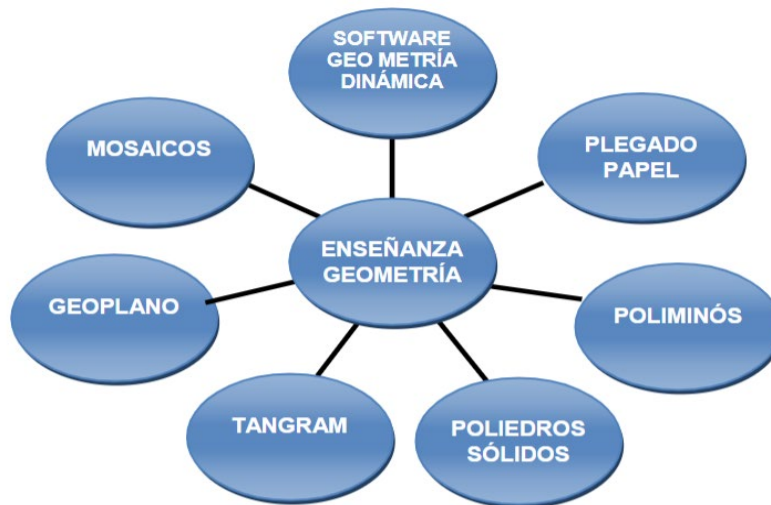 SOFTWARE
GEO METRÍA
DINÁMICA
MOSAICOS
PLEGADO
PAPEL
ENSEÑANZA
GEOMETRÍA
GEOPLANO
POLIMINÓS
TANGRAM
POLIEDROS
SÓLIDOS